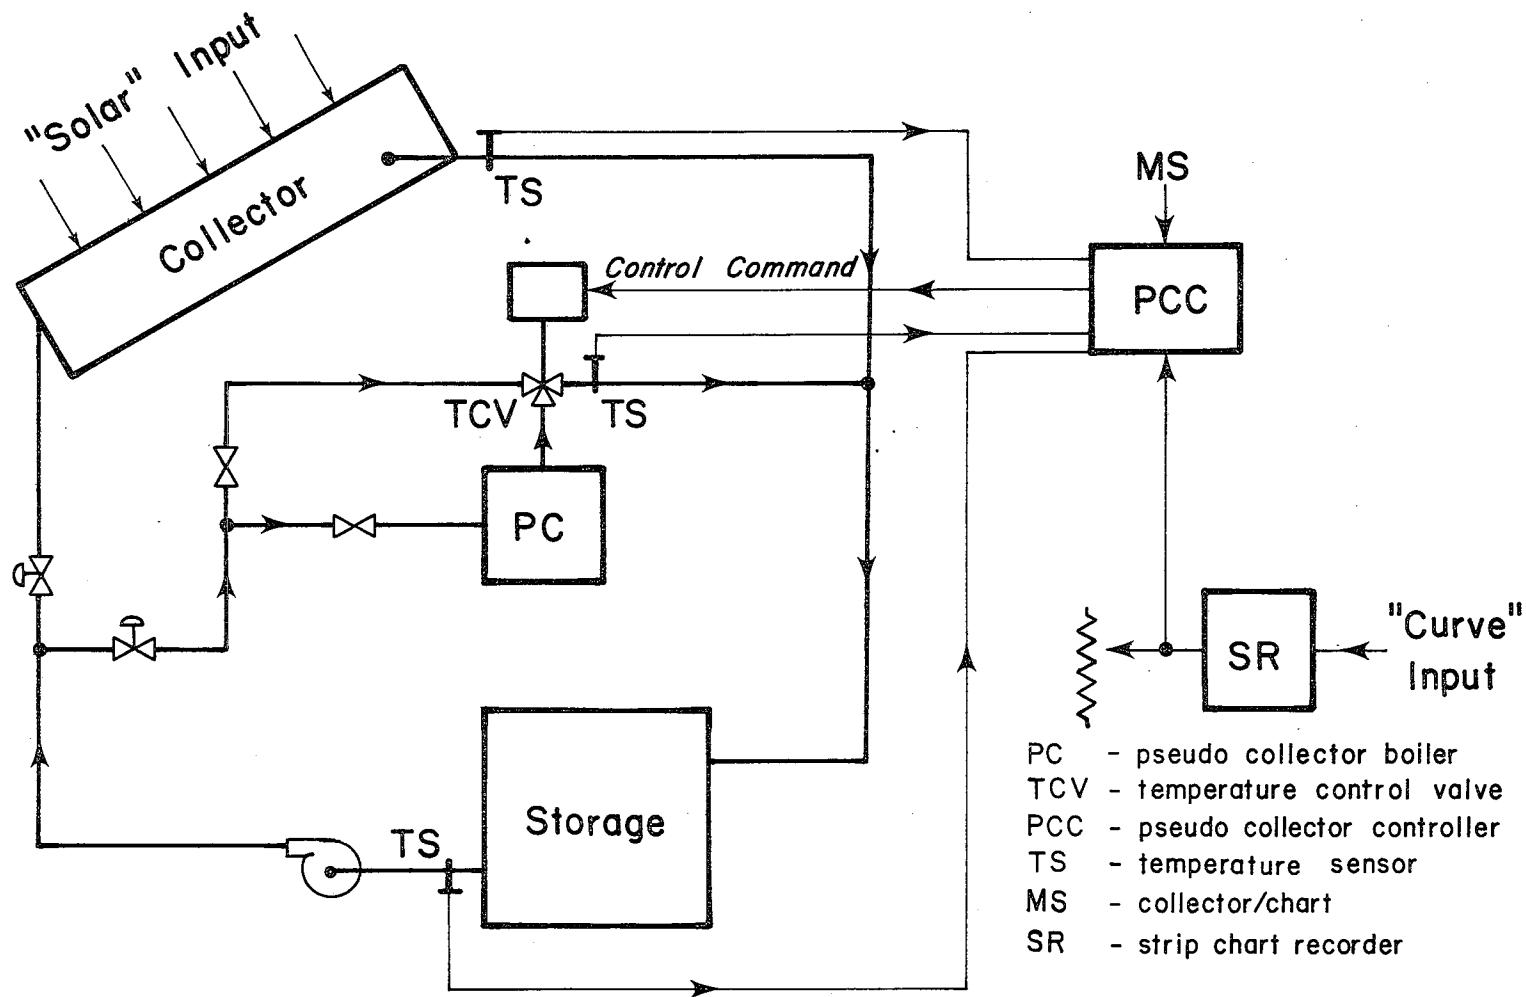 "Solar" Input
Collector
TS
MS
Control Command
PCC
TCV
TS
PC
SR
"Curve"
Input
TS
Storage
PC - pseudo collector boiler
TCV - temperature control valve
PCC - pseudo collector controller
TS - temperature sensor
MS - collector/chart
SR - strip chart recorder